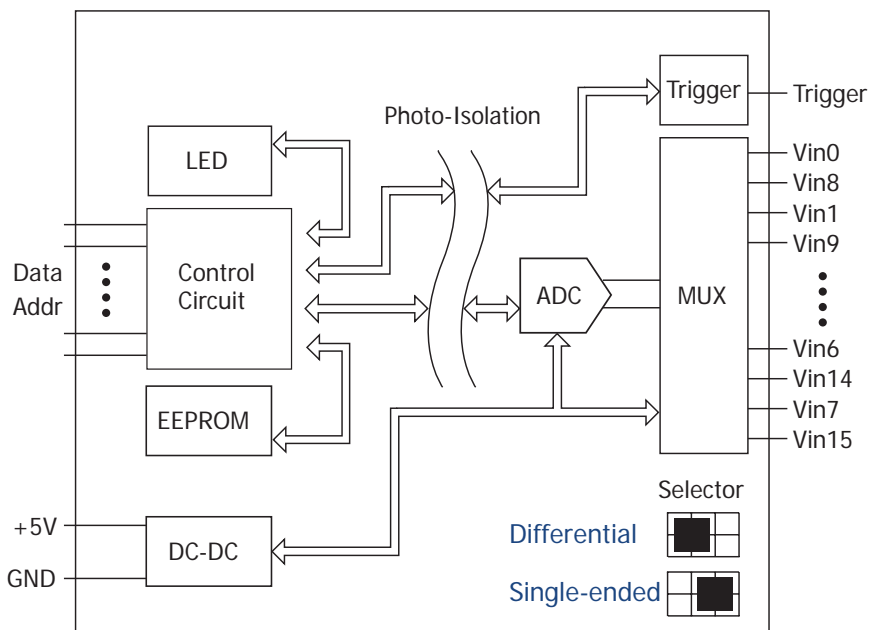 Trigger
Trigger
Photo-Isolation
LED
Vin0
Vin8
Vin1
Vin9
Data
Addr
Control
Circuit
ADC
MUX
Vin6
Vin14
Vin7
Vin15
EEPROM
Selector
+5V
DC-DC
GND
Differential
Single-ended